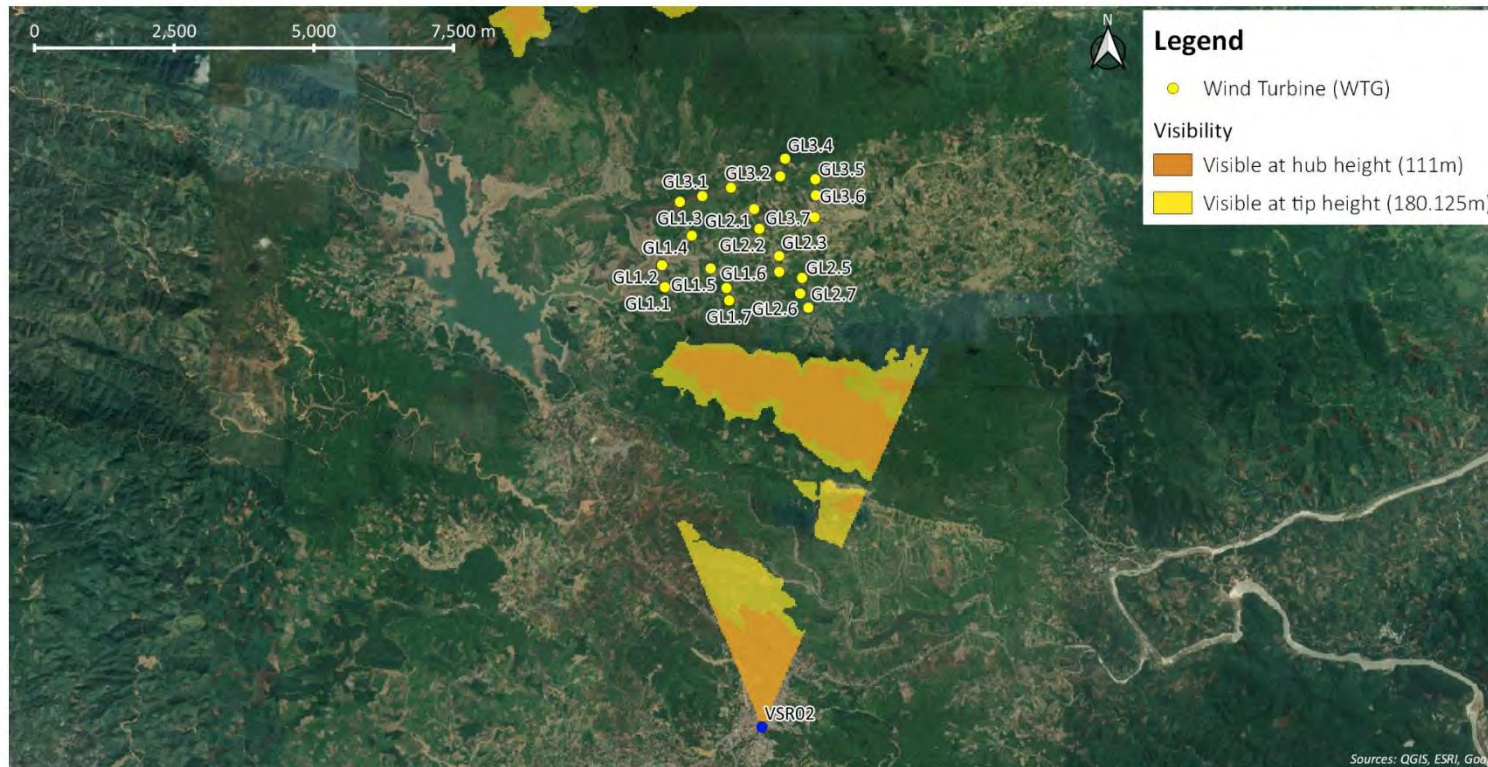 0 2,500 5,000 7,500 m
N
Legend
Wind Turbine (WTG)
Visibility
Visible at hub height (111m)
Visible at tip height (180.125m)
GL3.4
GL3.2
GL3.5
GL3.1
GL3.6
GL1.3
GL2.1
GL3.7
GL2.2
GL2.3
GL1.4
GL1.2
GL1.5
GL1.6
GL2.5
GL1.1
GL1.7
GL2.6
GL2.7
VSR02
Sources: QGIS, ESRI, Goo